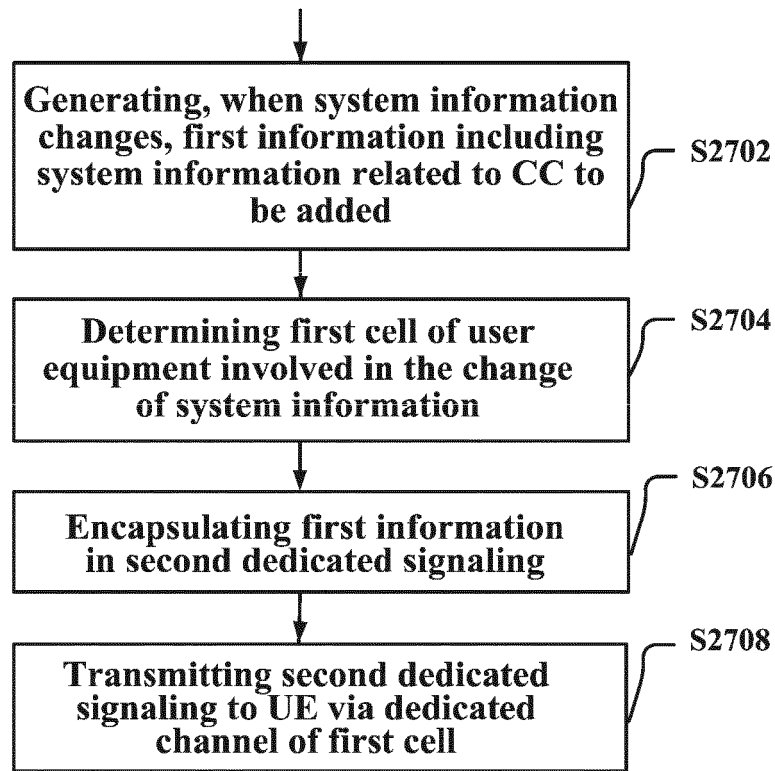 Generating, when system information
changes, first information including
system information related to CC to
be added
S2702
Determining first cell of user
equipment involved in the change
of system information
S2704
Encapsulating first information
in second dedicated signaling
S2706
Transmitting second dedicated
signaling to UE via dedicated
channel of first cell
S2708